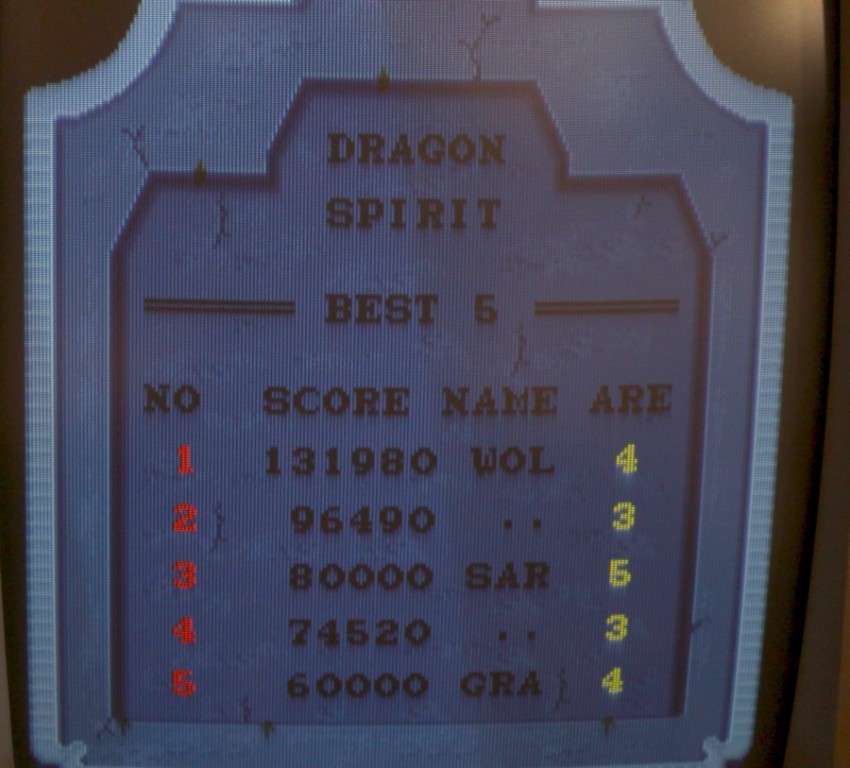 DRAGON
SPIRIT
BEST 5
NO SCORE NAME ARE
1 131980 WOL 4
2 96490 .. 3
3 80000 SAR 5
4 74520 .. 3
5 60000 GRA 4